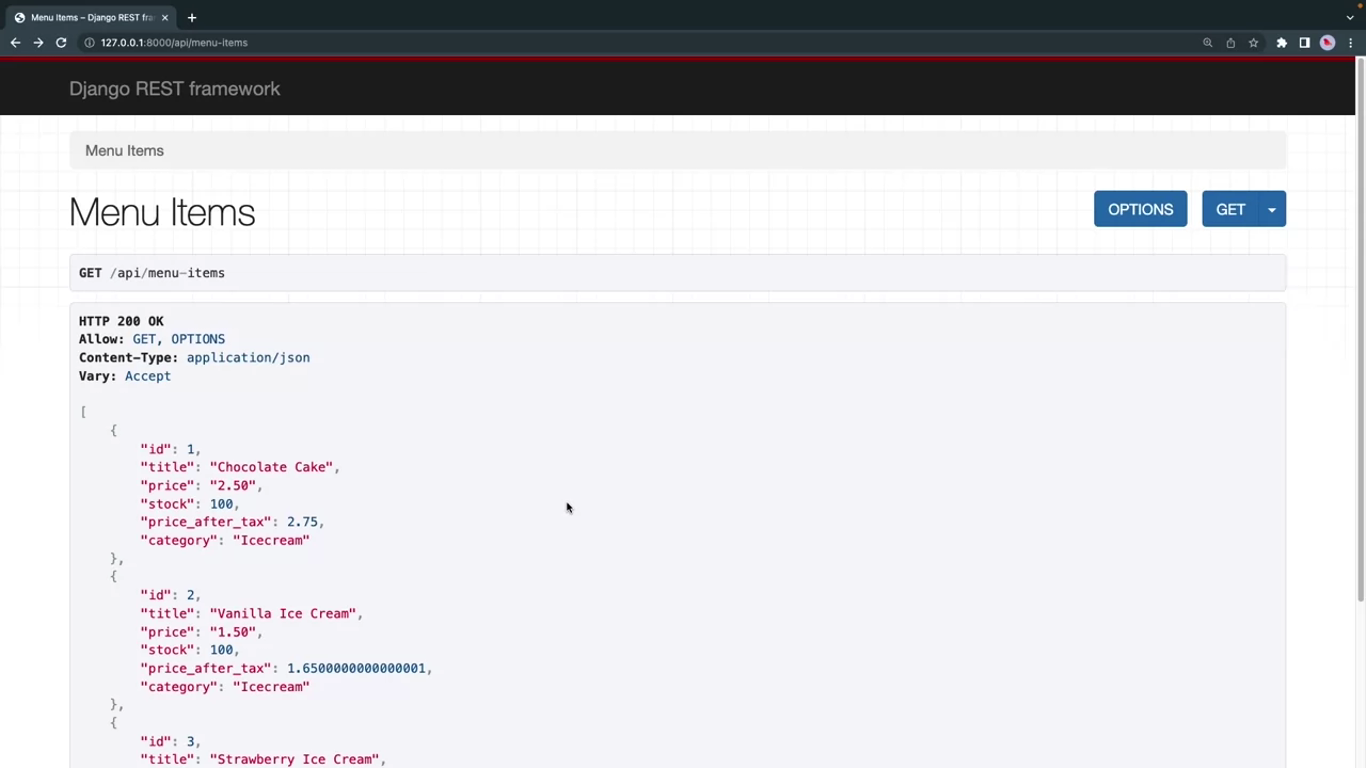 Menu Items – Django REST fra
127.0.0.1:8000/api/menu-items
Django REST framework
Menu Items
Menu Items
OPTIONS
GET
GET /api/menu-items
HTTP 200 OK
Allow: GET, OPTIONS
Content-Type: application/json
Vary: Accept
[
{
"id": 1,
"title": "Chocolate Cake",
"price": "2.50",
"stock": 100,
"price_after_tax": 2.75,
"category": "Icecream"
},
{
"id": 2,
"title": "Vanilla Ice Cream",
"price": "1.50",
"stock": 100,
"price_after_tax": 1.6500000000000001,
"category": "Icecream"
},
{
"id": 3,
"title": "Strawberry Ice Cream",